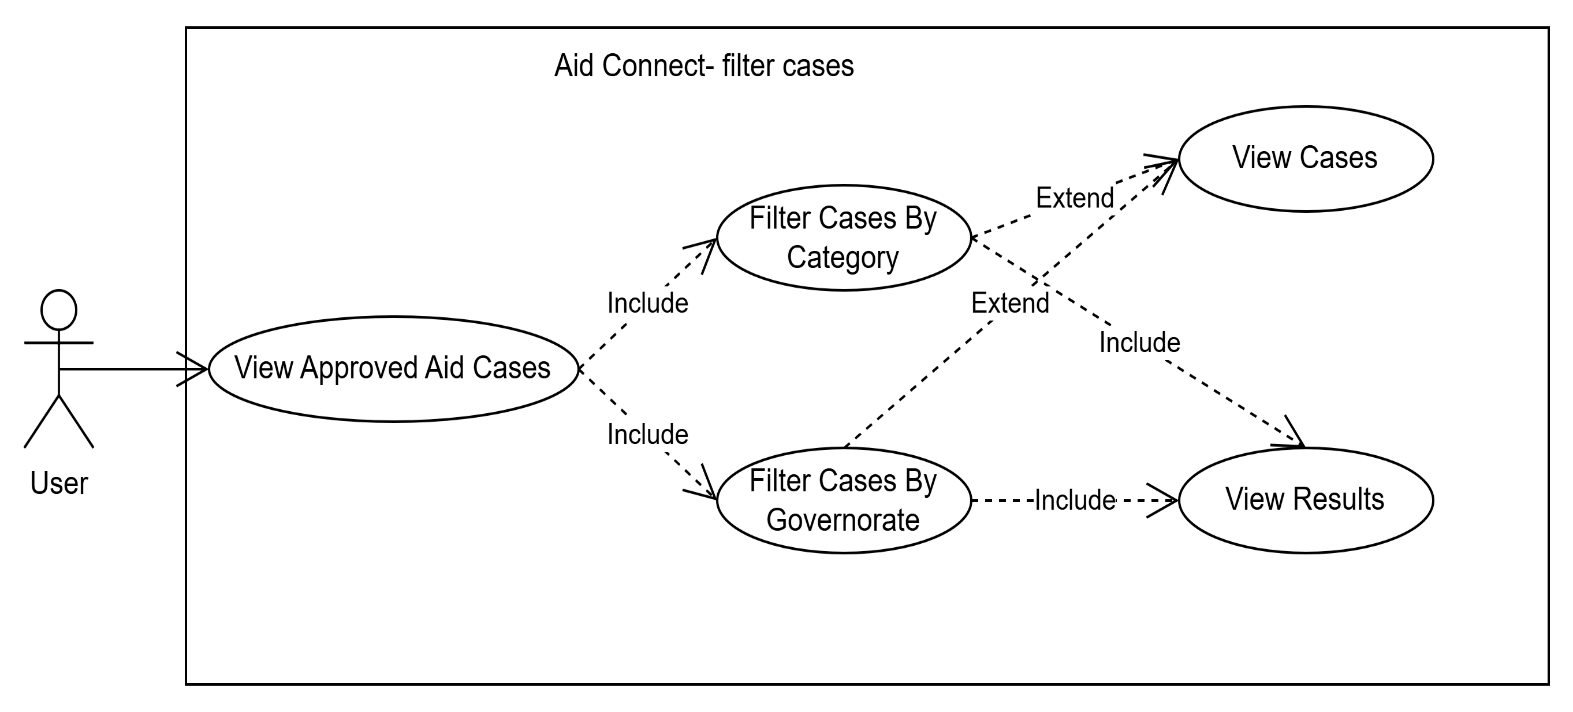 Aid Connect- filter cases
View Cases
Extend
Filter Cases By
Category
Include
Extend
Include
View Approved Aid Cases
Include
User
Filter Cases By
Governorate
Include
View Results